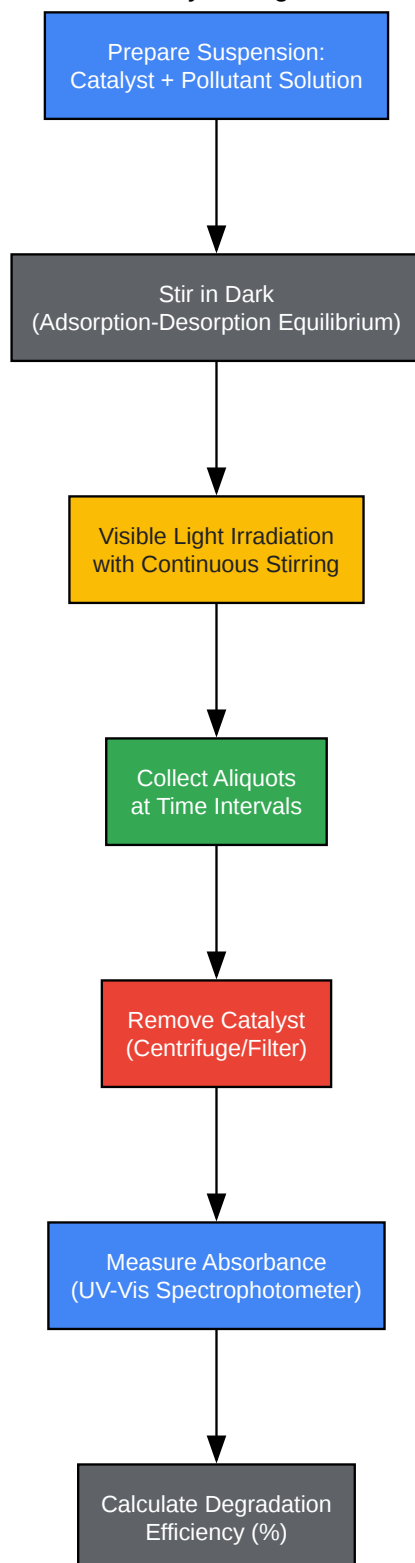 Prepare Suspension:
Catalyst + Pollutant Solution
Stir in Dark
(Adsorption-Desorption Equilibrium)
Visible Light Irradiation
with Continuous Stirring
Collect Aliquots
at Time Intervals
Remove Catalyst
(Centrifuge/Filter)
Measure Absorbance
(UV-Vis Spectrophotometer)
Calculate Degradation
Efficiency (%)